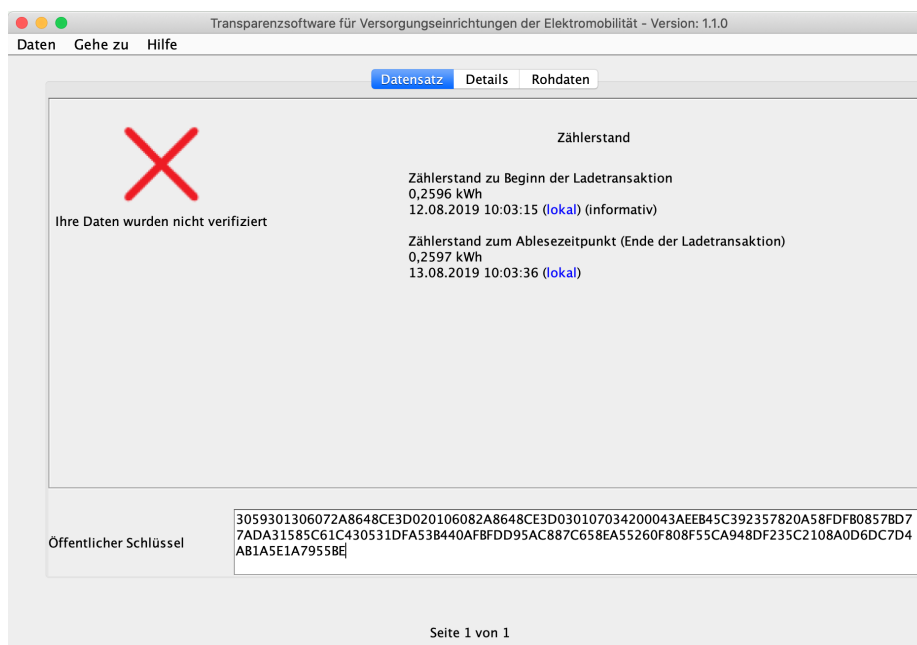 Transparenzsoftware für Versorgungseinrichtungen der Elektromobilität - Version: 1.1.0
Daten Gehe zu Hilfe
Datensatz Details Rohdaten
Zählerstand
Zählerstand zu Beginn der Ladetransaktion
0,2596 kWh
12.08.2019 10:03:15 (lokal) (informativ)
Ihre Daten wurden nicht verifiziert
Zählerstand zum Ablesezeitpunkt (Ende der Ladetransaktion)
0,2597 kWh
13.08.2019 10:03:36 (lokal)
Öffentlicher Schlüssel
3059301306072A8648CE3D020106082A8648CE3D030107034200043AEEB45C392357820A58FDFB0857BD7
7ADA31585C61C430531DFA53B440AFBFDD95AC887C658EA55260F808F55CA948DF235C2108A0D6DC7D4
AB1A5E1A7955BE
Seite 1 von 1